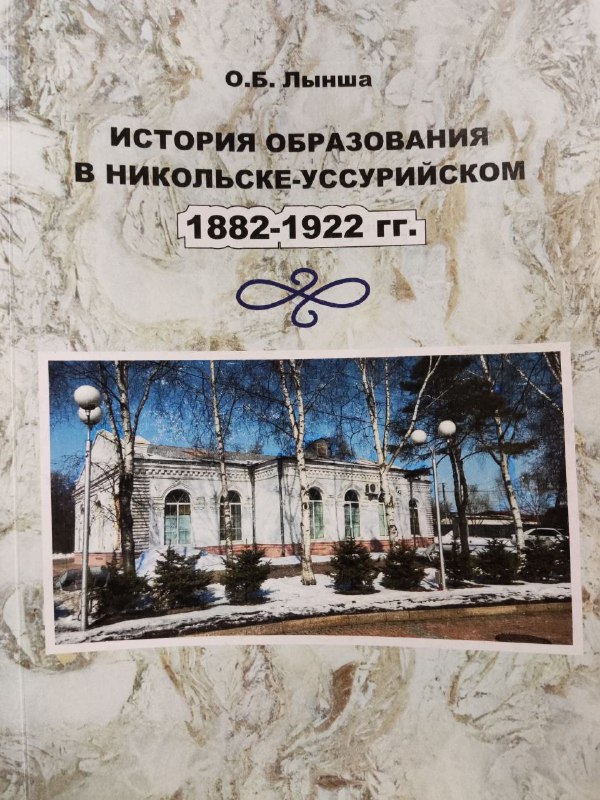 О.Б. Лынша
ИСТОРИЯ ОБРАЗОВАНИЯ
В НИКОЛЬСКЕ-УССУРИЙСКОМ
1882-1922 гг.